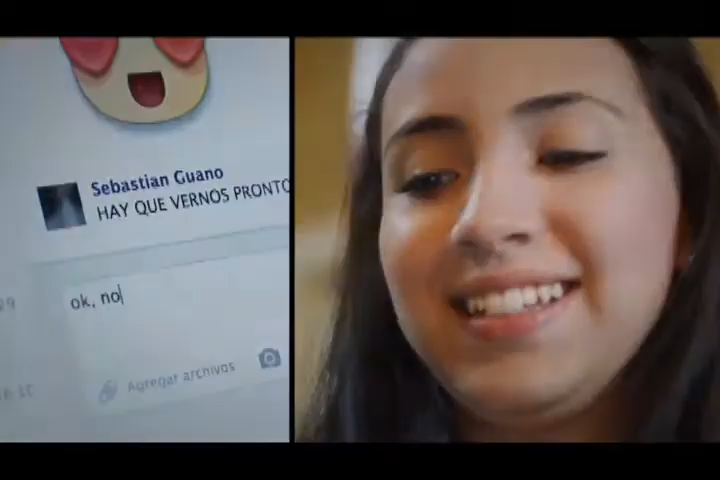 Sebastian Guano
HAY QUE VERNOS PRONTO
ok, no
Agregar archivos